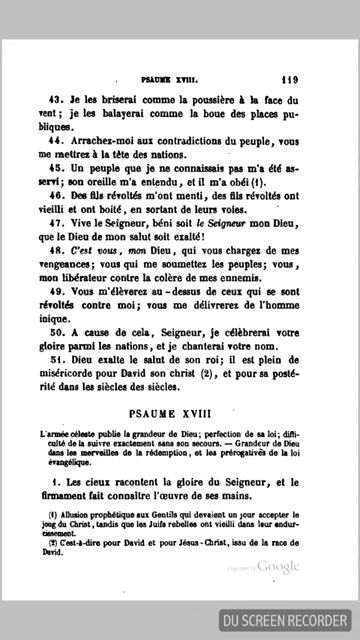 PSAUME XVIII. 119
43. Je les briserai comme la poussière à la face du
vent ; je les balayerai comme la boue des places pu-
bliques.
44. Arrachez-moi aux contradictions du peuple, vous
me mettrez à la tête des nations.
45. Un peuple que je ne connaissais pas m'a été as-
servi; son oreille m'a entendu, et il m'a obéi (1).
46. Des fils révoltés m'ont menti, des fils révoltés ont
vieilli et ont boité, en sortant de leurs voies.
47. Vive le Seigneur, béni soit le Seigneur mon Dieu,
que le Dieu de mon salut soit exalté!
48. C'est vous, mon Dieu, qui vous chargez de mes
vengeances; vous qui me soumettez les peuples; vous,
mon libérateur contre la colère de mes ennemis.
49. Vous m'élèverez au-dessus de ceux qui se sont
révoltés contre moi; vous me délivrerez de l'homme
inique.
50. A cause de cela, Seigneur, je célèbrerai votre
gloire parmi les nations, et je chanterai votre nom.
51. Dieu exalte le salut de son roi; il est plein de
miséricorde pour David son christ (2), et pour sa posté-
rité dans les siècles des siècles.
PSAUME XVIII
L'armée céleste publie la grandeur de Dieu; perfection de sa loi; diffi-
culté de la suivre exactement sans son secours. — Grandeur de Dieu
dans les merveilles de la rédemption, et les prérogatives de la loi
évangélique.
1. Les cieux racontent la gloire du Seigneur, et le
firmament fait connaître l'œuvre de ses mains.
(1) Allusion prophétique aux Gentils qui devaient un jour accepter le
joug du Christ, tandis que les Juifs rebelles ont vieilli dans leur endur-
cissement.
(2) C'est-à-dire pour David et pour Jésus-Christ, issu de la race de
David.
Digitized by Google
DU SCREEN RECORDER